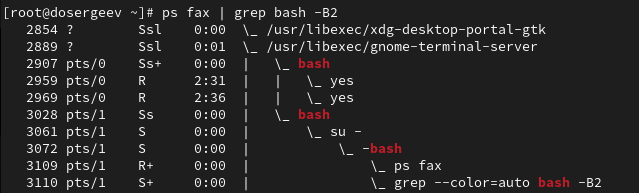 [root@dosergeev ~]# ps fax | grep bash -B2
   2854 ?        Ssl    0:00  \_ /usr/libexec/xdg-desktop-portal-gtk
   2889 ?        Ssl    0:01  \_ /usr/libexec/gnome-terminal-server
   2907 pts/0    Ss+    0:00  |   \_ bash
   2959 pts/0    R      2:31  |   |   \_ yes
   2969 pts/0    R      2:36  |   |   \_ yes
   3028 pts/1    Ss     0:00  |   \_ bash
   3061 pts/1    S      0:00  |       \_ su -
   3072 pts/1    S      0:00  |           \_ -bash
   3109 pts/1    R+     0:00  |               \_ ps fax
   3110 pts/1    S+     0:00  |               \_ grep --color=auto bash -B2